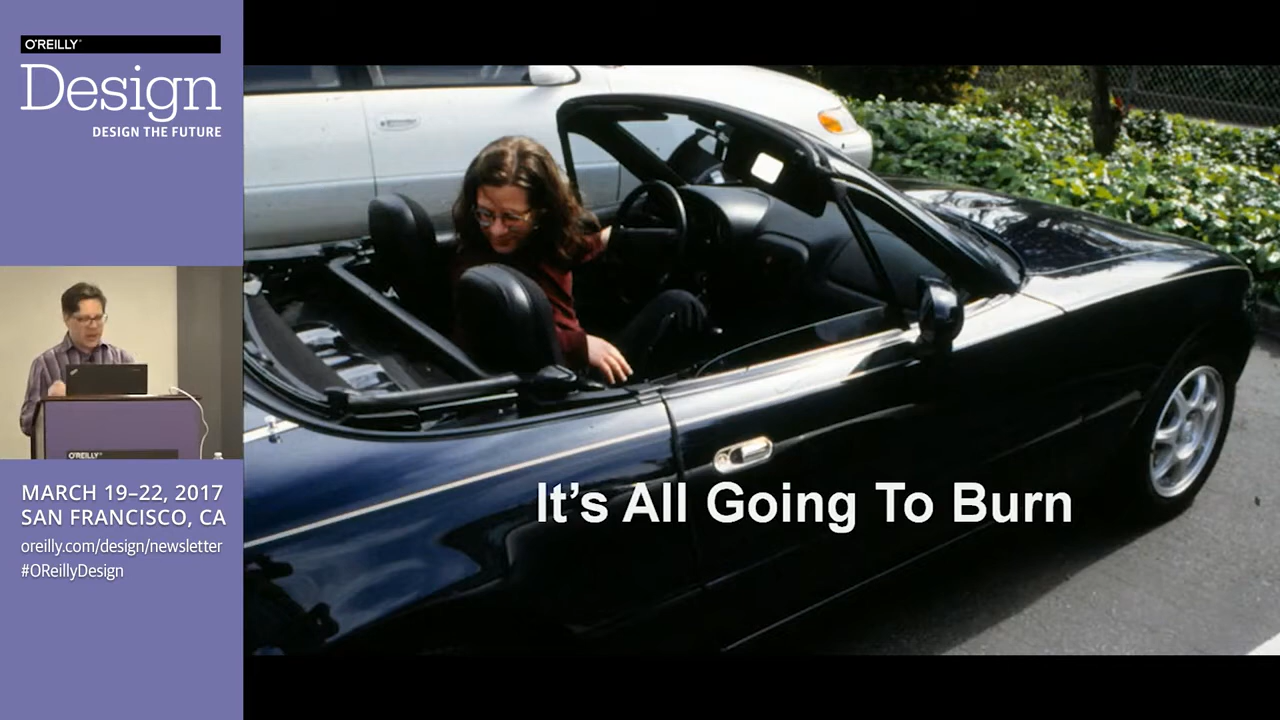 O'REILLY®
Design
DESIGN THE FUTURE
O'REILLY®
MARCH 19–22, 2017
SAN FRANCISCO, CA
oreilly.com/design/newsletter
#OReillyDesign
It's All Going To Burn